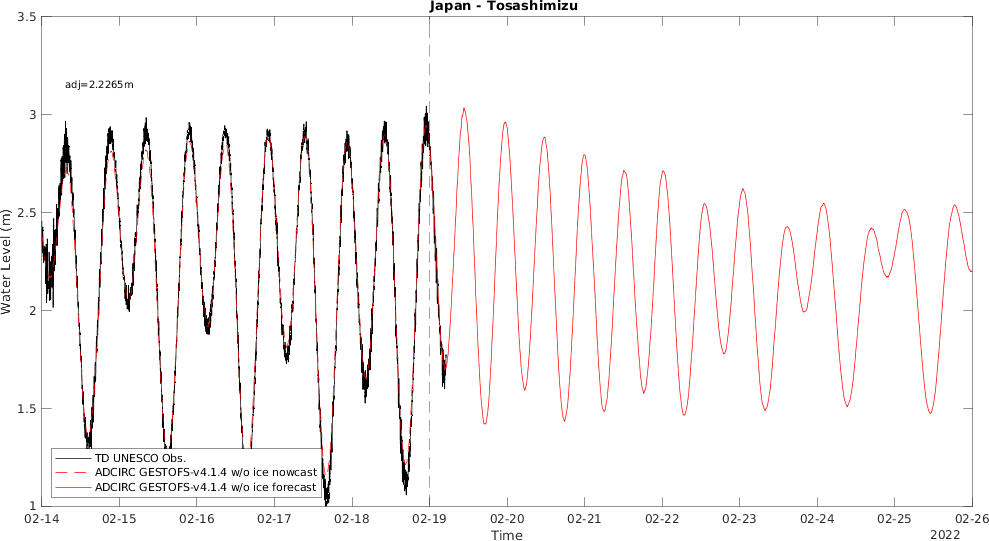 Japan - Tosashimizu
3.5
adj=2.2265m
3
2.5
Water Level (m)
2
1.5
TD UNESCO Obs.
ADCIRC GESTOFS-v4.1.4 w/o ice nowcast
ADCIRC GESTOFS-v4.1.4 w/o ice forecast
1
02-14 02-15 02-16 02-17 02-18 02-19 02-20 02-21 02-22 02-23 02-24 02-25 02-26
Time
2022